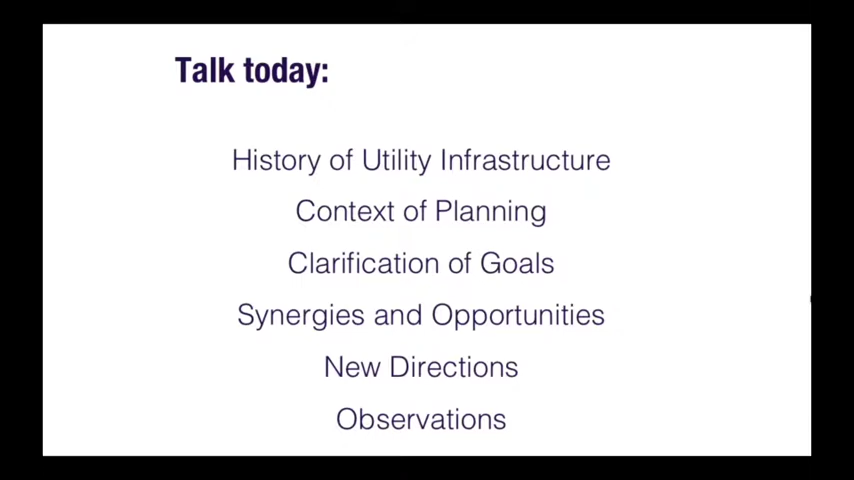 Talk today:
History of Utility Infrastructure
Context of Planning
Clarification of Goals
Synergies and Opportunities
New Directions
Observations